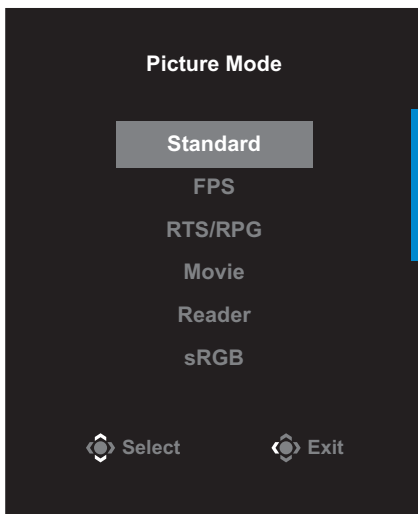 Picture Mode
Standard
FPS
RTS/RPG
Movie
Reader
sRGB
Select Exit